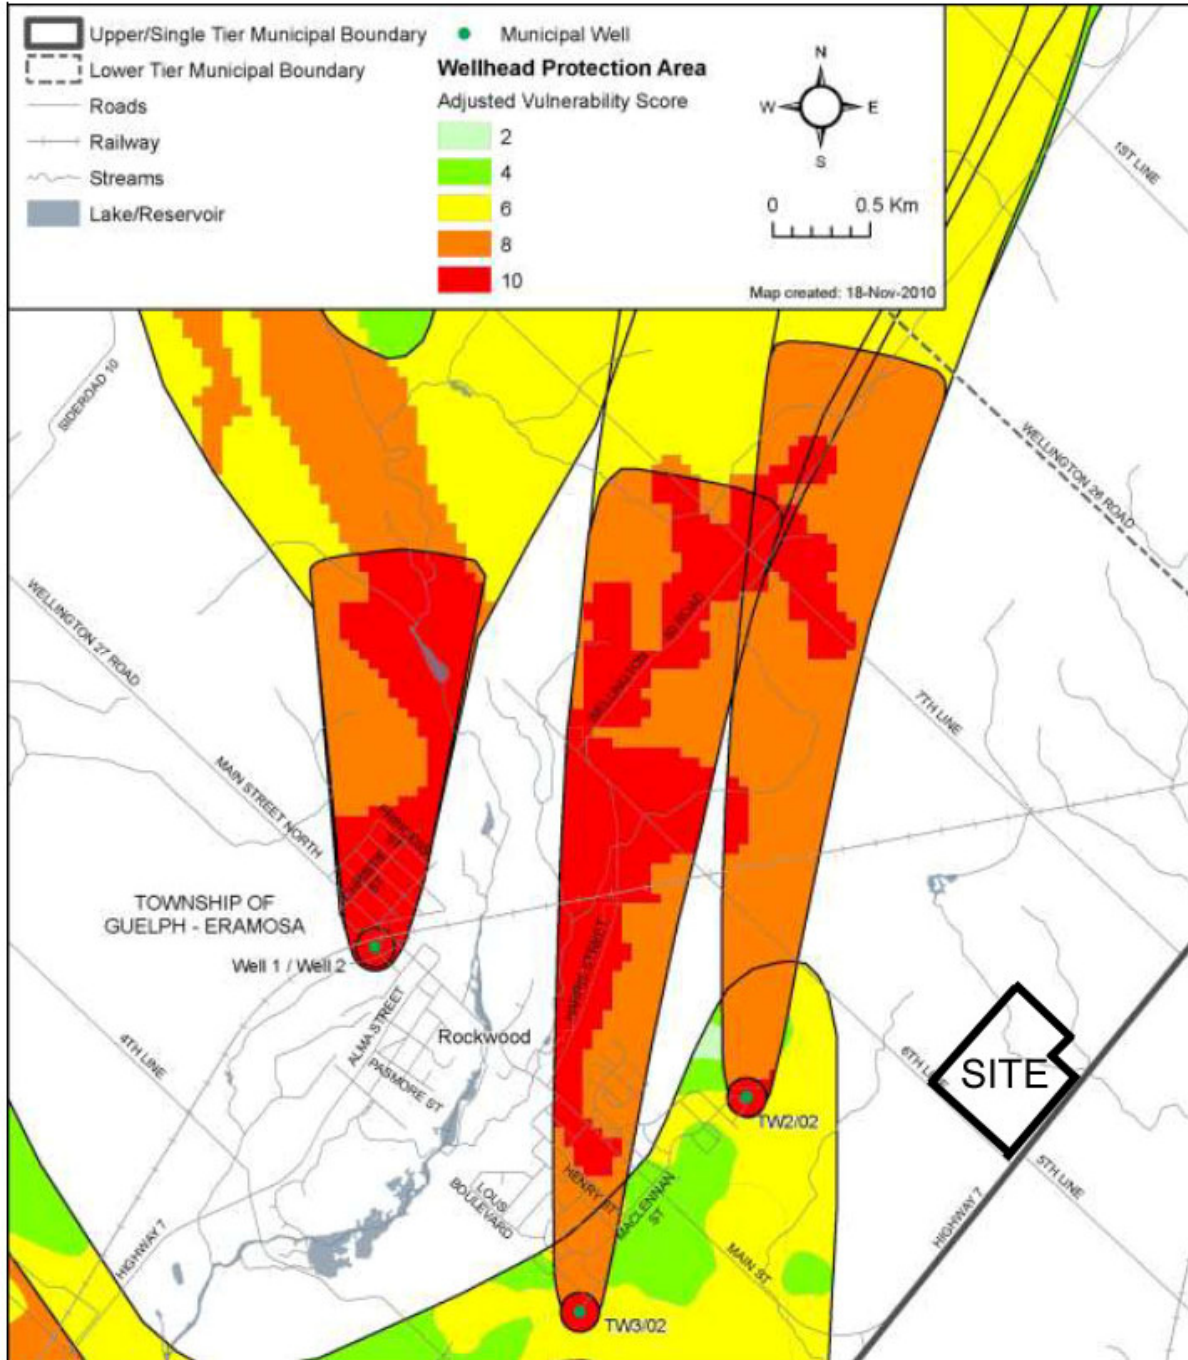 Upper/Single Tier Municipal Boundary
Lower Tier Municipal Boundary
Roads
Railway
Streams
Lake/Reservoir
Municipal Well
Wellhead Protection Area
Adjusted Vulnerability Score
2
4
6
8
10
N
W E
S
0 0.5 Km
Map created: 18-Nov-2010
1ST LINE
SIDEROAD 10
WELLINGTON 26 ROAD
WELLINGTON 27 ROAD
WELLINGTON ROAD
7TH LINE
MAIN STREET NORTH
TOWNSHIP OF
GUELPH - ERAMOSA
Well 1 / Well 2
ALMA STREET
Rockwood
PASMORE ST
4TH LINE
6TH LINE
SITE
TW2/02
HENRY ST
LOUIS
BOULEVARD
MACLENNAN
ST
5TH LINE
HIGHWAY 7
MAIN ST
HIGHWAY 7
TW3/02